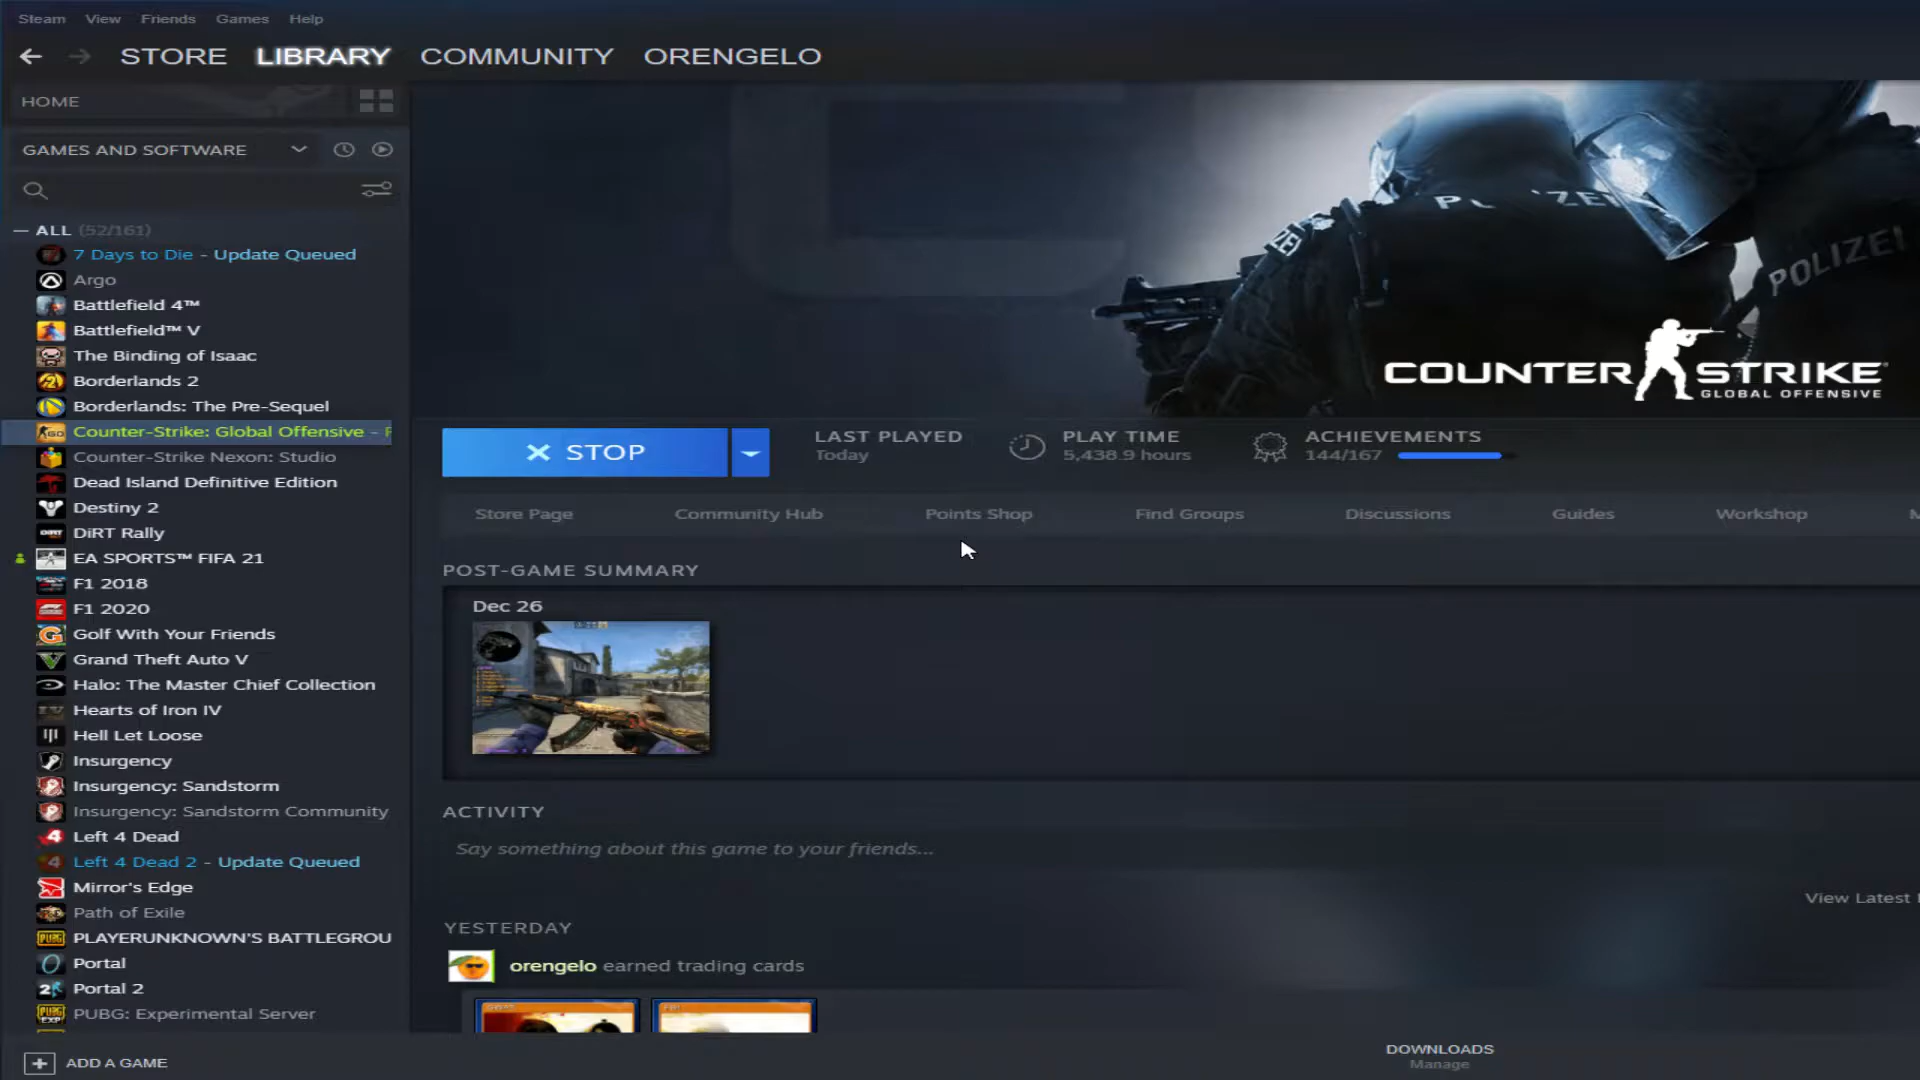 Steam View Friends Games Help
STORE LIBRARY COMMUNITY ORENGELO
HOME
GAMES AND SOFTWARE
— ALL (52/161)
7 Days to Die - Update Queued
Argo
Battlefield 4™
Battlefield™ V
The Binding of Isaac
Borderlands 2
Borderlands: The Pre-Sequel
Counter-Strike: Global Offensive -
Counter-Strike Nexon: Studio
Dead Island Definitive Edition
Destiny 2
DiRT Rally
EA SPORTS™ FIFA 21
F1 2018
F1 2020
Golf With Your Friends
Grand Theft Auto V
Halo: The Master Chief Collection
Hearts of Iron IV
Hell Let Loose
Insurgency
Insurgency: Sandstorm
Insurgency: Sandstorm Community
Left 4 Dead
Left 4 Dead 2 - Update Queued
Mirror's Edge
Path of Exile
PLAYERUNKNOWN'S BATTLEGROU
Portal
Portal 2
PUBG: Experimental Server
ADD A GAME
POLIZEI
COUNTER STRIKE
GLOBAL OFFENSIVE
STOP
LAST PLAYED
Today
PLAY TIME
5,438.9 hours
ACHIEVEMENTS
144/167
Store Page Community Hub Points Shop Find Groups Discussions Guides Workshop
POST-GAME SUMMARY
Dec 26
ACTIVITY
Say something about this game to your friends...
View Latest
YESTERDAY
orengelo earned trading cards
DOWNLOADS
Manage